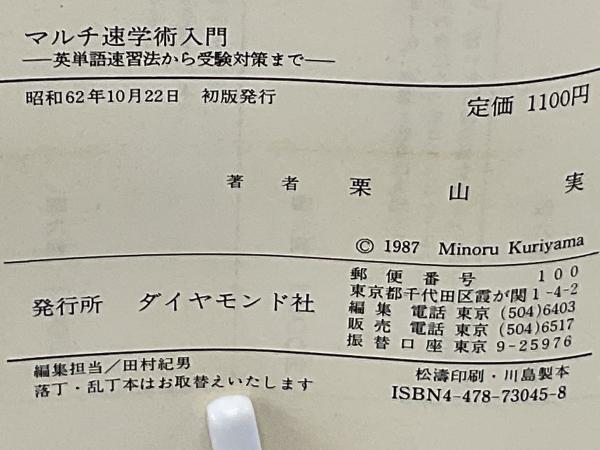 マルチ速学術入門
―英単語速習法から受験対策まで―
昭和62年10月22日 初版発行
定価 1100円
著者 栗山実
© 1987 Minoru Kuriyama
発行所 ダイヤモンド社
郵便番号 100
東京都千代田区霞が関1-4-2
編集 電話 東京 (504)6403
販売 電話 東京 (504)6517
振替口座 東京 9-25976
編集担当/田村紀男
落丁・乱丁本はお取替えいたします
松濤印刷・川島製本
ISBN4-478-73045-8